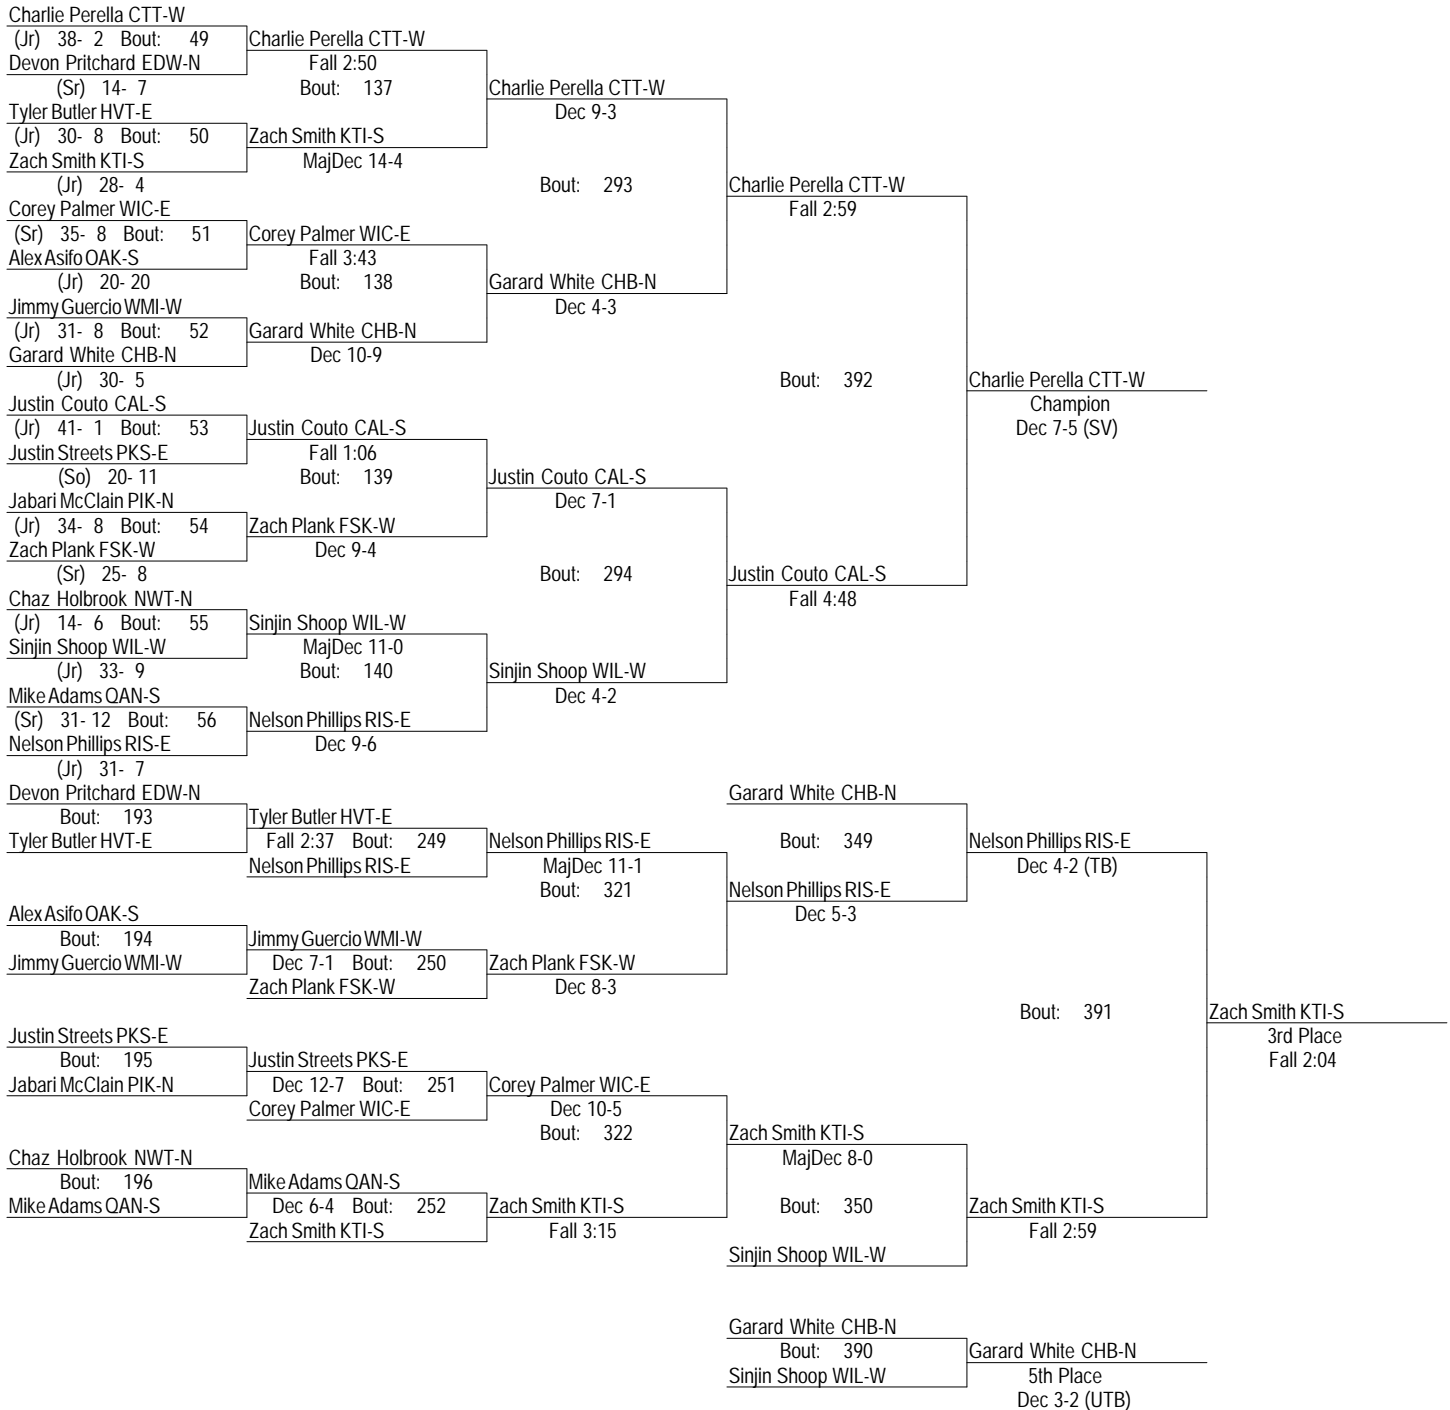 Charlie Perella CTT-W
(Jr) 38- 2 Bout: 49 Charlie Perella CTT-W
Devon Pritchard EDW-N Fall 2:50
(Sr) 14- 7 Bout: 137 Charlie Perella CTT-W
Tyler Butler HVT-E Dec 9-3
(Jr) 30- 8 Bout: 50 Zach Smith KTI-S
Zach Smith KTI-S MajDec 14-4
(Jr) 28- 4 Bout: 293 Charlie Perella CTT-W
Corey Palmer WIC-E Fall 2:59
(Sr) 35- 8 Bout: 51 Corey Palmer WIC-E
Alex Asifo OAK-S Fall 3:43
(Jr) 20- 20 Bout: 138 Garard White CHB-N
Jimmy Guercio WMI-W Dec 4-3
(Jr) 31- 8 Bout: 52 Garard White CHB-N
Garard White CHB-N Dec 10-9
(Jr) 30- 5 Bout: 392 Charlie Perella CTT-W
Justin Couto CAL-S Champion
(Jr) 41- 1 Bout: 53 Justin Couto CAL-S Dec 7-5 (SV)
Justin Streets PKS-E Fall 1:06
(So) 20- 11 Bout: 139 Justin Couto CAL-S
Jabari McClain PIK-N Dec 7-1
(Jr) 34- 8 Bout: 54 Zach Plank FSK-W
Zach Plank FSK-W Dec 9-4
(Sr) 25- 8 Bout: 294 Justin Couto CAL-S
Chaz Holbrook NWT-N Fall 4:48
(Jr) 14- 6 Bout: 55 Sinjin Shoop WIL-W
Sinjin Shoop WIL-W MajDec 11-0
(Jr) 33- 9 Bout: 140 Sinjin Shoop WIL-W
Mike Adams QAN-S Dec 4-2
(Sr) 31- 12 Bout: 56 Nelson Phillips RIS-E
Nelson Phillips RIS-E Dec 9-6
(Jr) 31- 7
Devon Pritchard EDW-N Garard White CHB-N
Bout: 193 Tyler Butler HVT-E
Tyler Butler HVT-E Fall 2:37 Bout: 249 Nelson Phillips RIS-E Bout: 349 Nelson Phillips RIS-E
Nelson Phillips RIS-E MajDec 11-1 Dec 4-2 (TB)
Bout: 321 Nelson Phillips RIS-E
Alex Asifo OAK-S Dec 5-3
Bout: 194 Jimmy Guercio WMI-W
Jimmy Guercio WMI-W Dec 7-1 Bout: 250 Zach Plank FSK-W
Zach Plank FSK-W Dec 8-3
Bout: 391 Zach Smith KTI-S
Justin Streets PKS-E 3rd Place
Bout: 195 Justin Streets PKS-E Fall 2:04
Jabari McClain PIK-N Dec 12-7 Bout: 251 Corey Palmer WIC-E
Corey Palmer WIC-E Dec 10-5
Bout: 322 Zach Smith KTI-S
Chaz Holbrook NWT-N MajDec 8-0
Bout: 196 Mike Adams QAN-S
Mike Adams QAN-S Dec 6-4 Bout: 252 Zach Smith KTI-S Bout: 350 Zach Smith KTI-S
Zach Smith KTI-S Fall 3:15 Fall 2:59
Sinjin Shoop WIL-W
Garard White CHB-N
Bout: 390 Garard White CHB-N
Sinjin Shoop WIL-W 5th Place
Dec 3-2 (UTB)